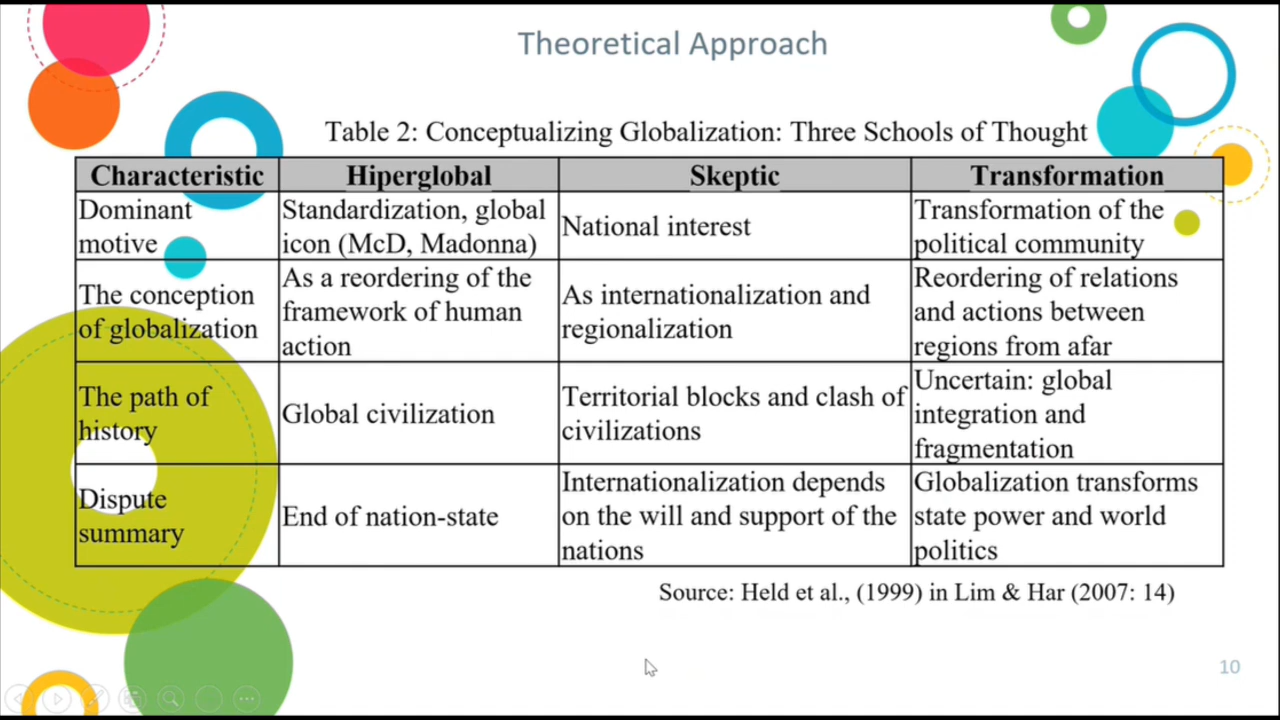 Theoretical Approach
Table 2: Conceptualizing Globalization: Three Schools of Thought
Characteristic Hiperglobal Skeptic Transformation
Dominant
motive
Standardization, global
icon (McD, Madonna)
National interest
Transformation of the
political community
The conception
of globalization
As a reordering of the
framework of human
action
As internationalization and
regionalization
Reordering of relations
and actions between
regions from afar
The path of
history
Global civilization
Territorial blocks and clash of
civilizations
Uncertain: global
integration and
fragmentation
Dispute
summary
End of nation-state
Internationalization depends
on the will and support of the
nations
Globalization transforms
state power and world
politics
Source: Held et al., (1999) in Lim & Har (2007: 14)
10